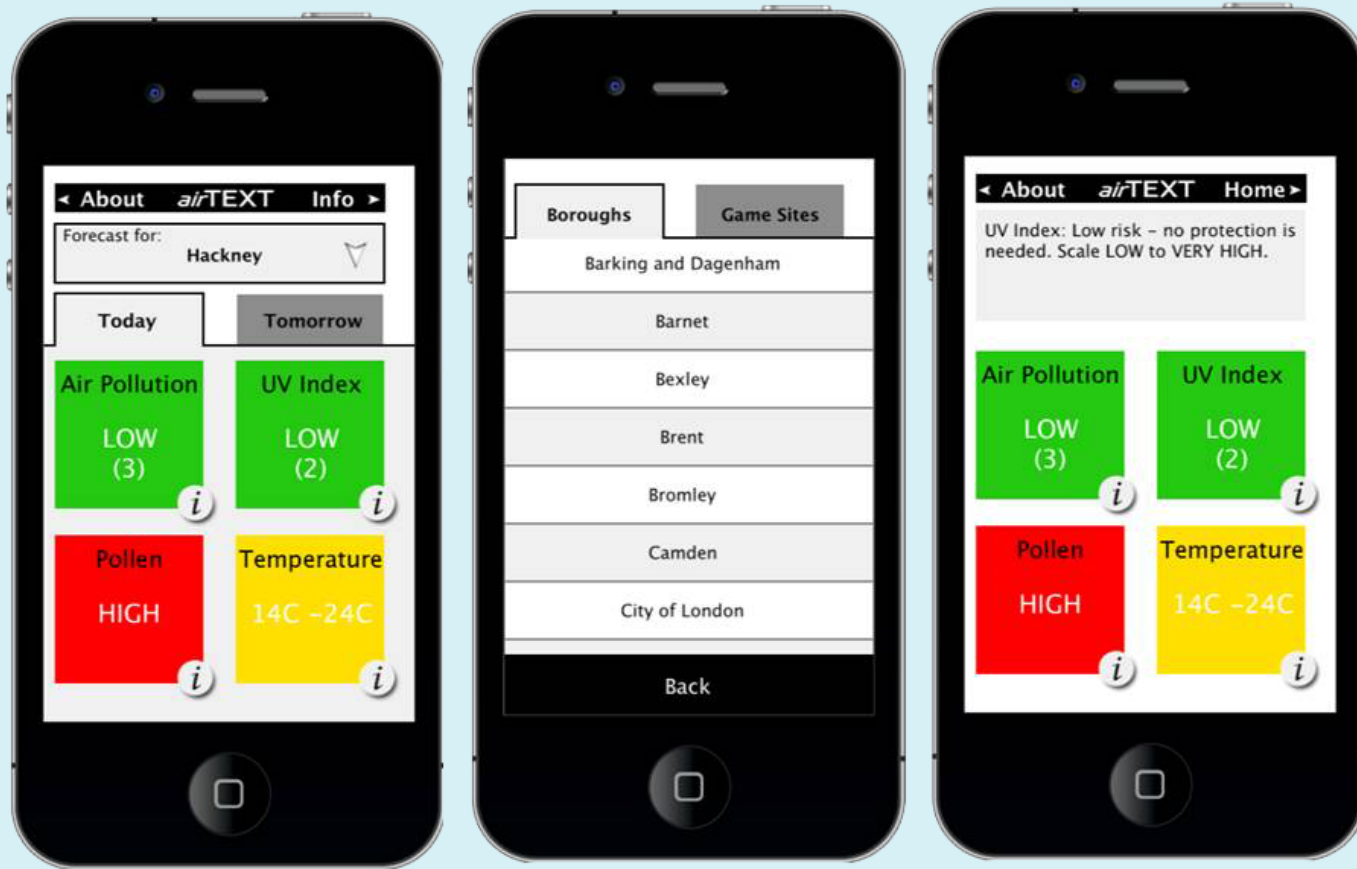 ◄ About airTEXT Info ►
Forecast for:
Hackney
Today Tomorrow
Air Pollution UV Index
LOW LOW
(3) (2)
i i
Pollen Temperature
HIGH 14C –24C
i i
Boroughs Game Sites
Barking and Dagenham
Barnet
Bexley
Brent
Bromley
Camden
City of London
Back
◄ About airTEXT Home ►
UV Index: Low risk – no protection is
needed. Scale LOW to VERY HIGH.
Air Pollution UV Index
LOW LOW
(3) (2)
i i
Pollen Temperature
HIGH 14C –24C
i i